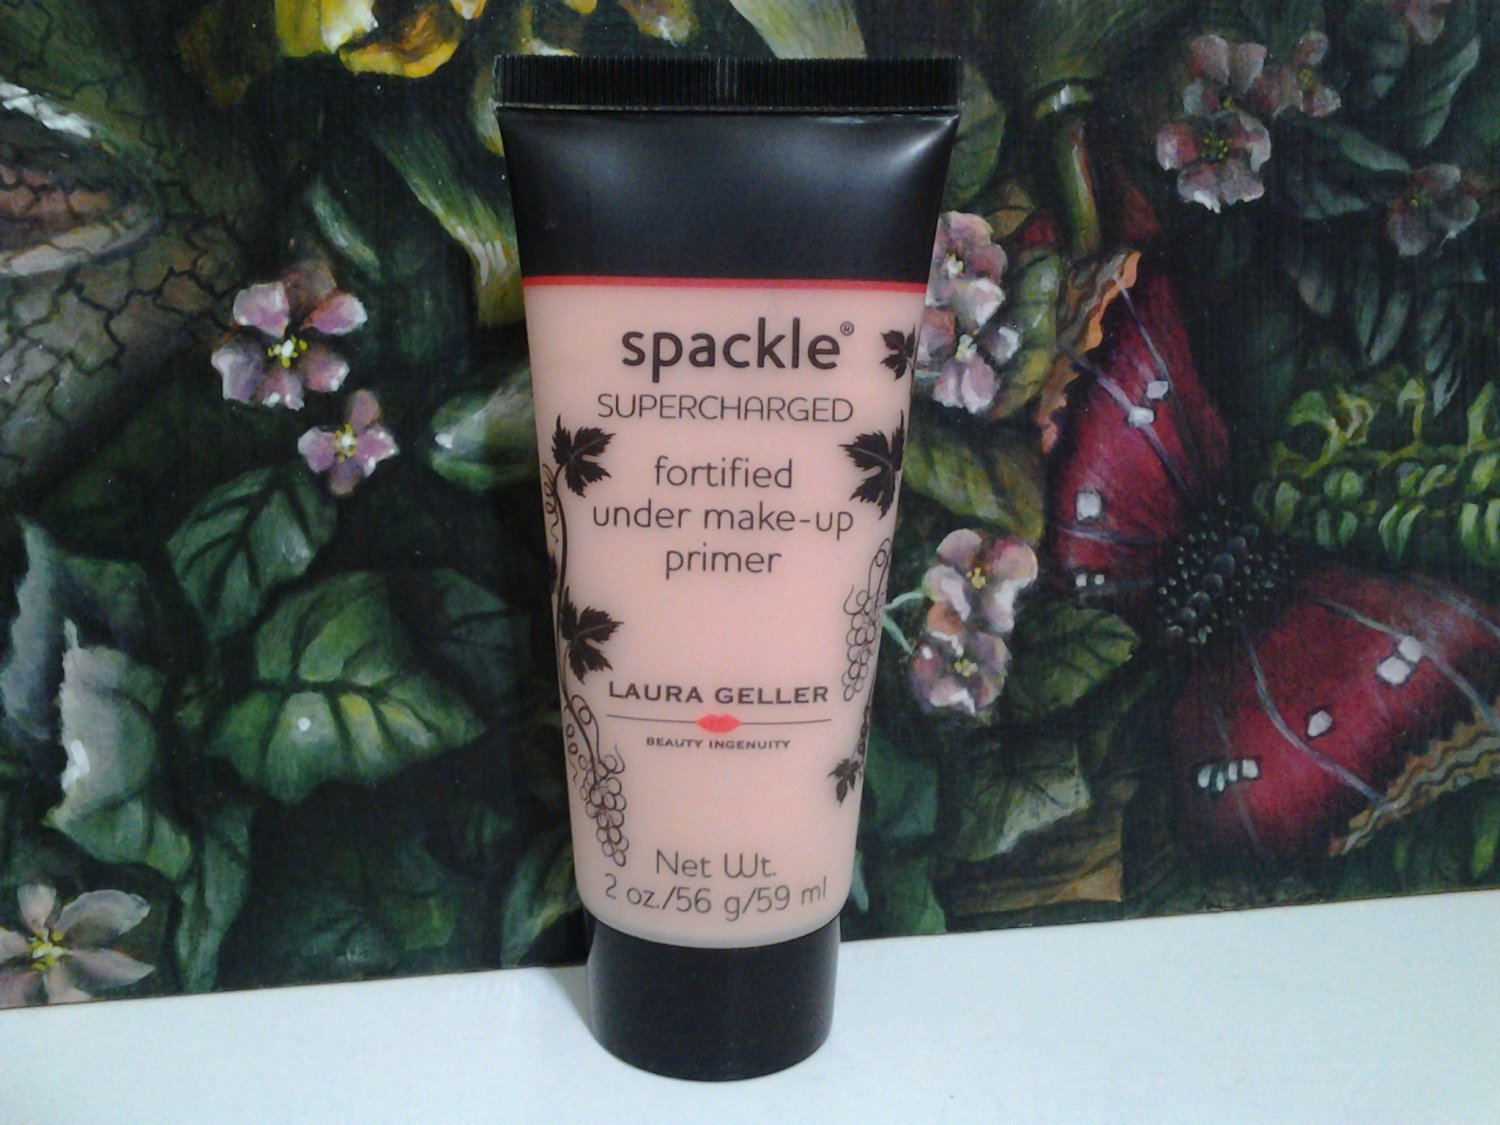 spackle®
SUPERCHARGED
fortified
under make-up
primer
LAURA GELLER
BEAUTY INGENUITY
Net Wt.
2 oz./56 g/59 ml